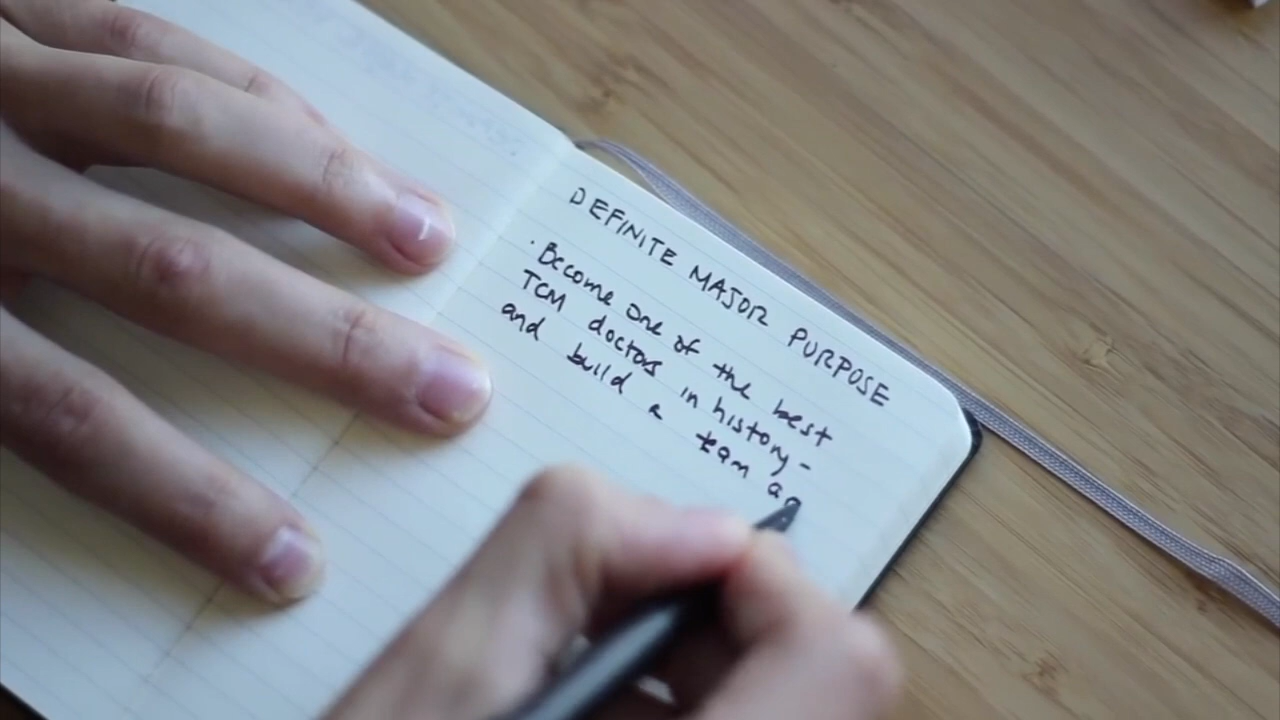 DEFINITE MAJOR PURPOSE
· Become one of the best
TCM doctors in history-
and build a team